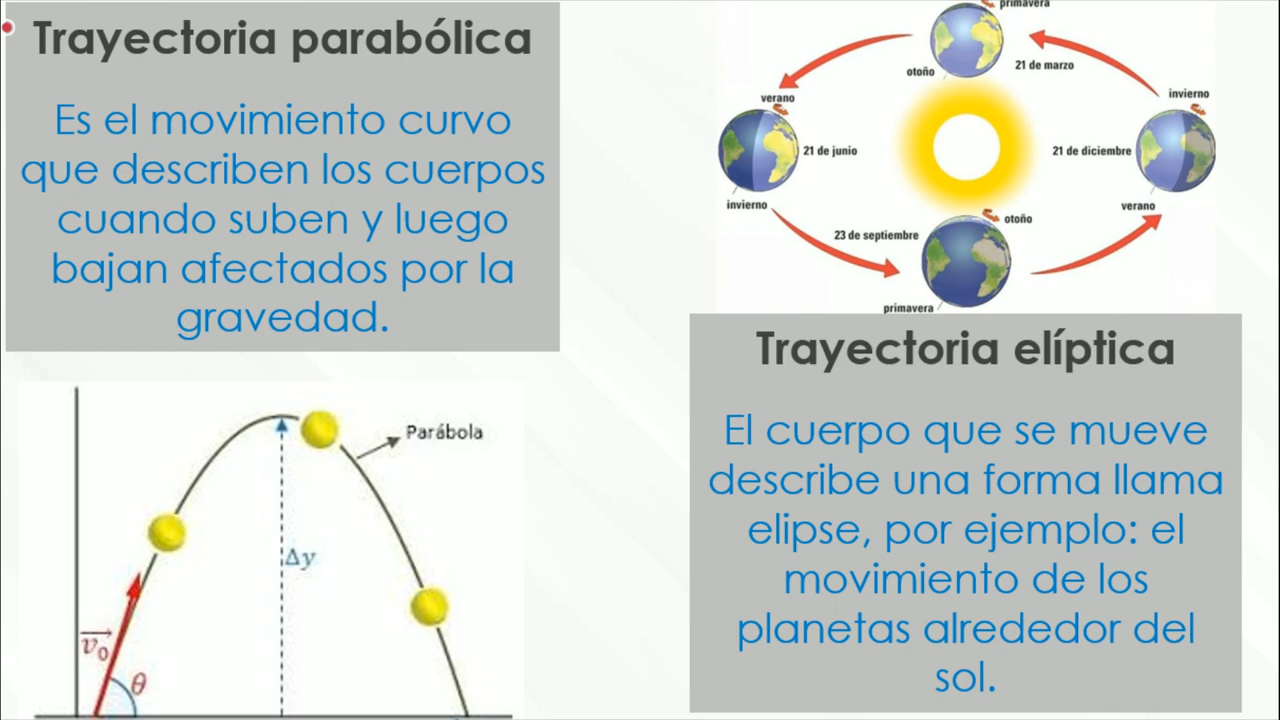 Trayectoria parabólica
Es el movimiento curvo
que describen los cuerpos
cuando suben y luego
bajan afectados por la
gravedad.
Parábola
Δy
v₀
θ
primavera
otoño
21 de marzo
verano
invierno
21 de junio
21 de diciembre
invierno
verano
23 de septiembre
otoño
primavera
Trayectoria elíptica
El cuerpo que se mueve
describe una forma llama
elipse, por ejemplo: el
movimiento de los
planetas alrededor del
sol.